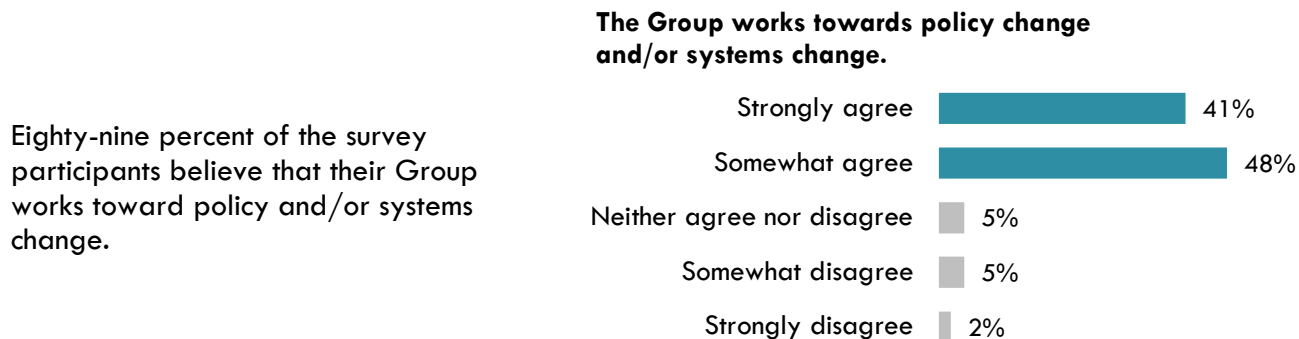 Eighty-nine percent of the survey
participants believe that their Group
works toward policy and/or systems
change.
The Group works towards policy change
and/or systems change.
Strongly agree 41%
Somewhat agree 48%
Neither agree nor disagree 5%
Somewhat disagree 5%
Strongly disagree 2%